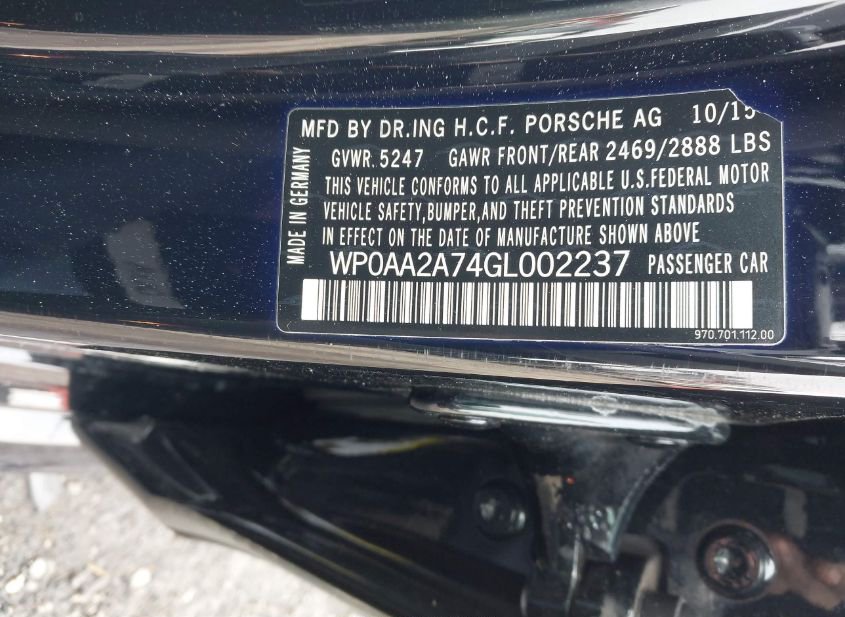 MFD BY DR.ING H.C.F. PORSCHE AG 10/15
GVWR 5247 GAWR FRONT/REAR 2469/2888 LBS
THIS VEHICLE CONFORMS TO ALL APPLICABLE U.S.FEDERAL MOTOR
VEHICLE SAFETY,BUMPER,AND THEFT PREVENTION STANDARDS
IN EFFECT ON THE DATE OF MANUFACTURE SHOWN ABOVE
WP0AA2A74GL002237 PASSENGER CAR
970.701.112.00
MADE IN GERMANY